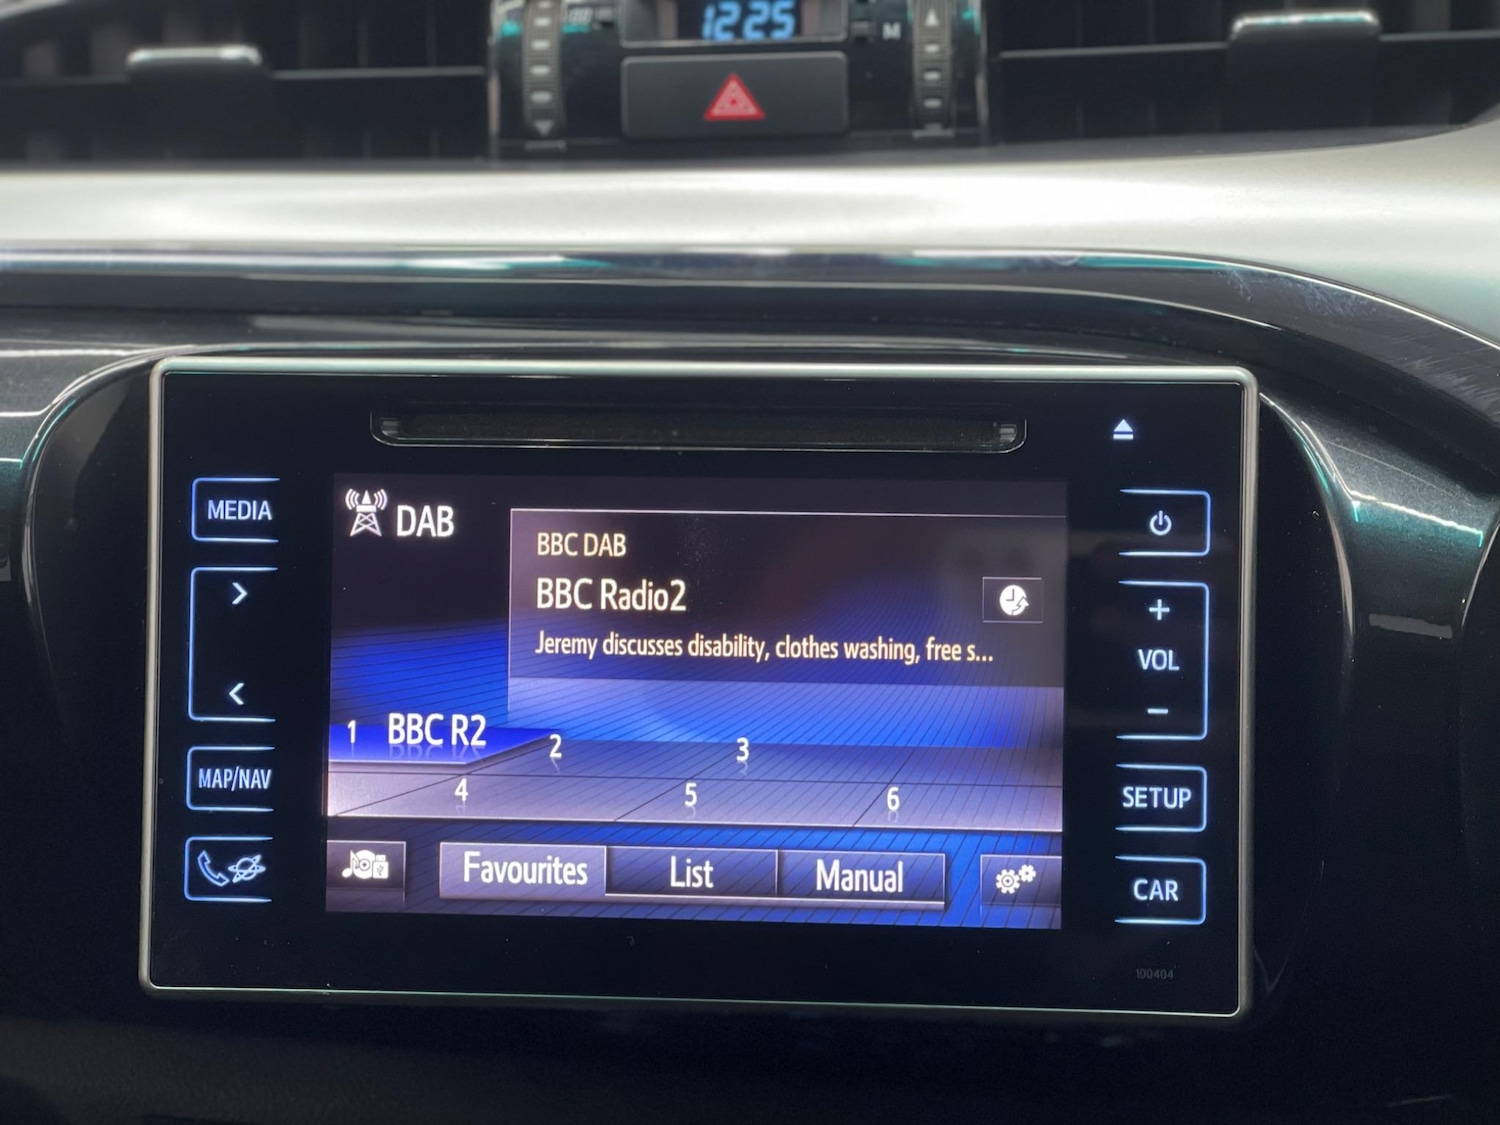 12:25
M
MEDIA
DAB
BBC DAB
BBC Radio2
Jeremy discusses disability, clothes washing, free s...
+
VOL
−
1 BBC R2
2
3
MAP/NAV
4
5
6
SETUP
Favourites
List
Manual
CAR
100404